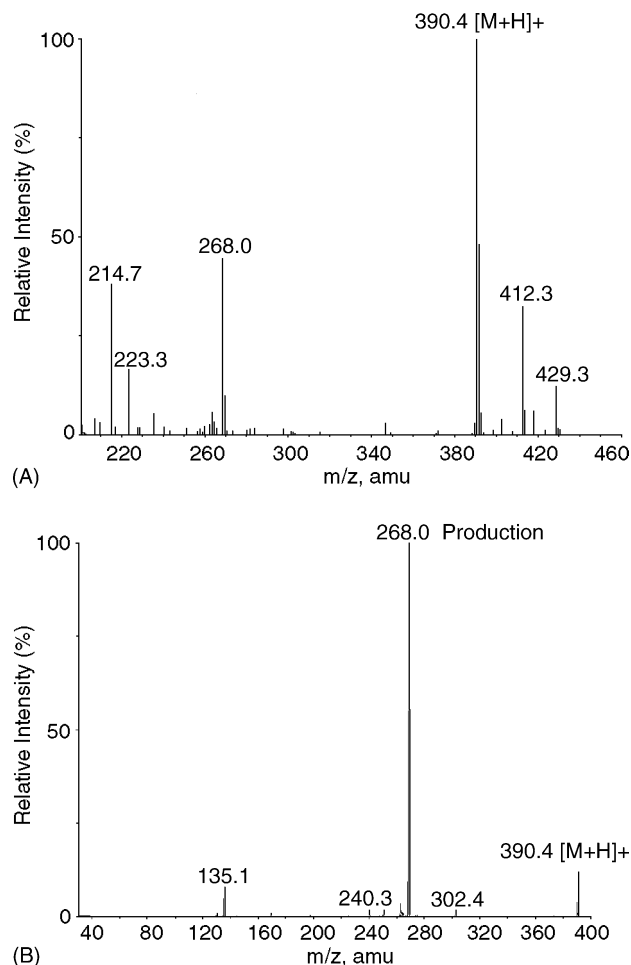 390.4 [M+H]+
100
Relative Intensity (%)
50
0
268.0
214.7
223.3
412.3
429.3
220 260 300 340 380 420 460
m/z, amu
(A)
268.0 Production
100
Relative Intensity (%)
50
0
390.4 [M+H]+
135.1
240.3
302.4
40 80 120 160 200 240 280 320 360 400
m/z, amu
(B)